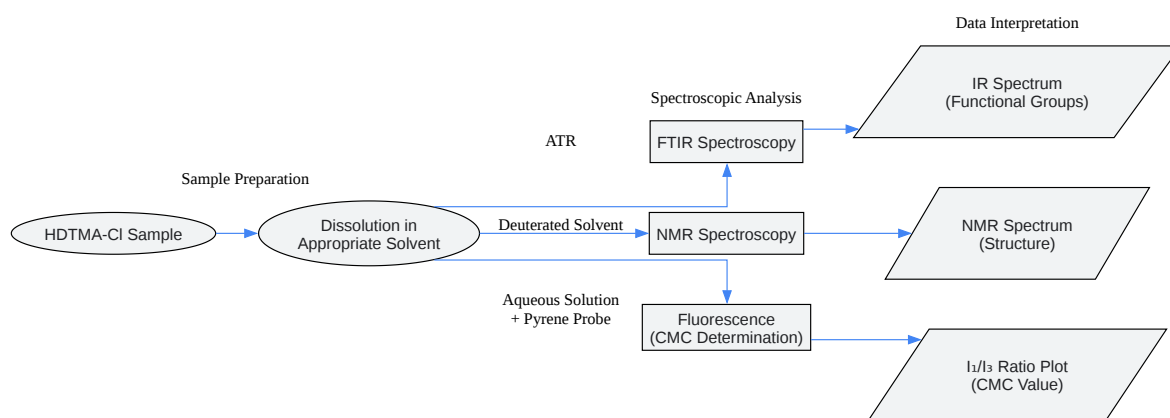 Data Interpretation
IR Spectrum
(Functional Groups)
Spectroscopic Analysis
ATR
FTIR Spectroscopy
Sample Preparation
HDTMA-Cl Sample
Dissolution in
Appropriate Solvent
Deuterated Solvent
NMR Spectroscopy
NMR Spectrum
(Structure)
Aqueous Solution
+ Pyrene Probe
Fluorescence
(CMC Determination)
I₁/I₃ Ratio Plot
(CMC Value)